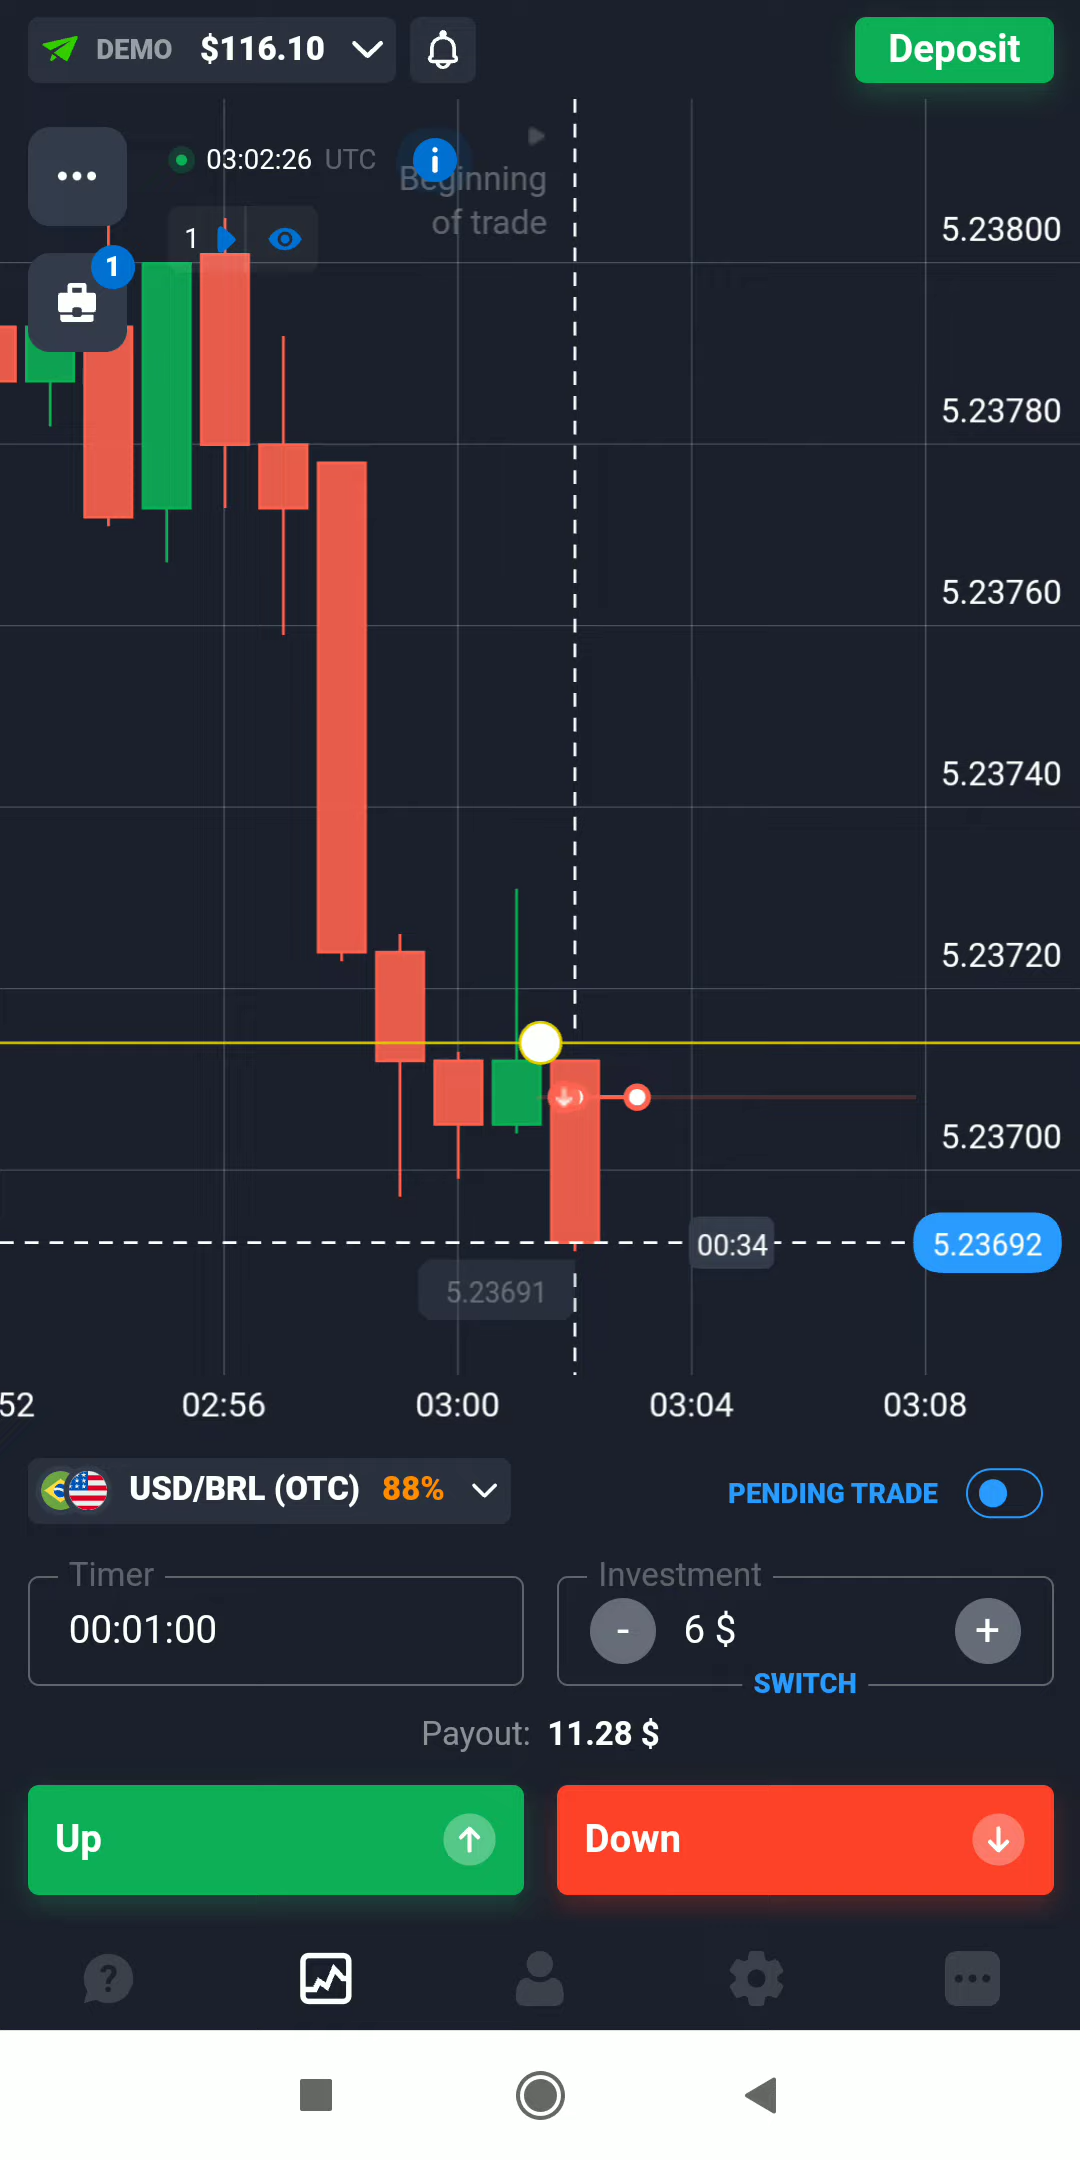 DEMO $116.10
Deposit
03:02:26 UTC
Beginning
of trade
1
1
5.23800
5.23780
5.23760
5.23740
5.23720
5.23700
00:34
5.23692
5.23691
52
02:56
03:00
03:04
03:08
USD/BRL (OTC) 88%
PENDING TRADE
Timer
00:01:00
Investment
- 6 $ +
SWITCH
Payout: 11.28 $
Up
Down